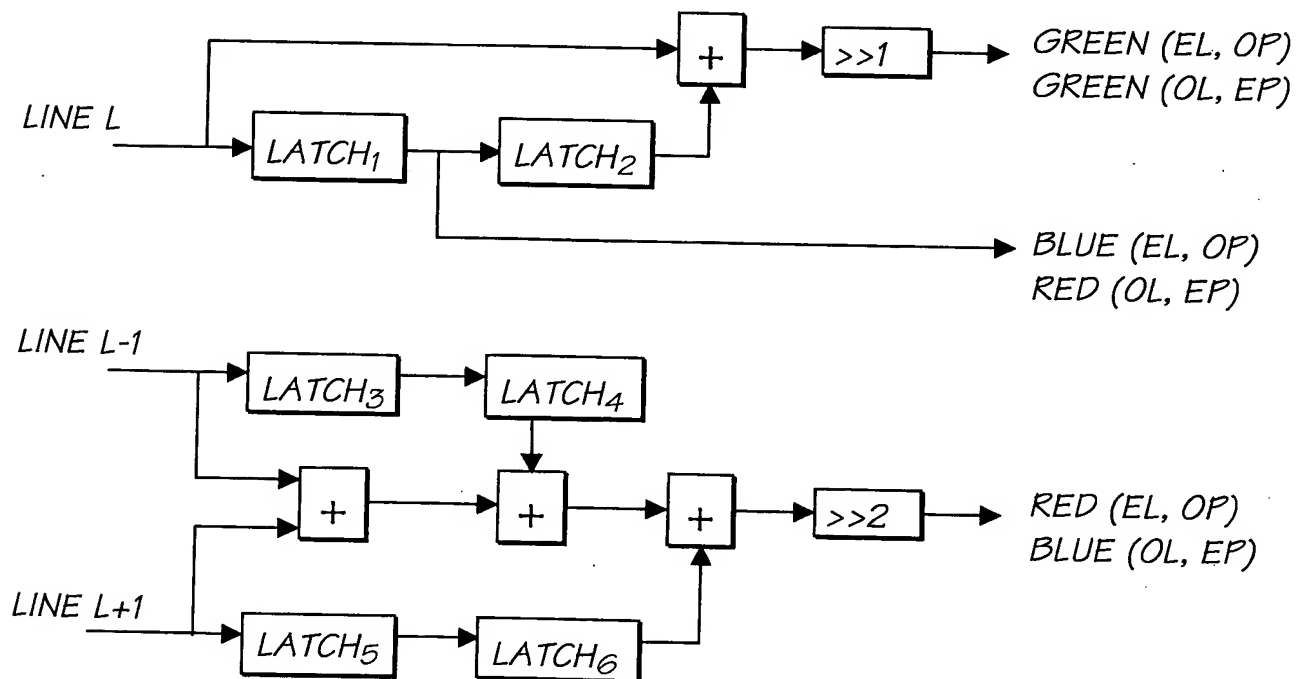 GREEN (EL, OP)
GREEN (OL, EP)
+
>>1
LINE L
LATCH1
LATCH2
BLUE (EL, OP)
RED (OL, EP)
LINE L-1
LATCH3
LATCH4
+
+
+
>>2
RED (EL, OP)
BLUE (OL, EP)
LINE L+1
LATCH5
LATCH6